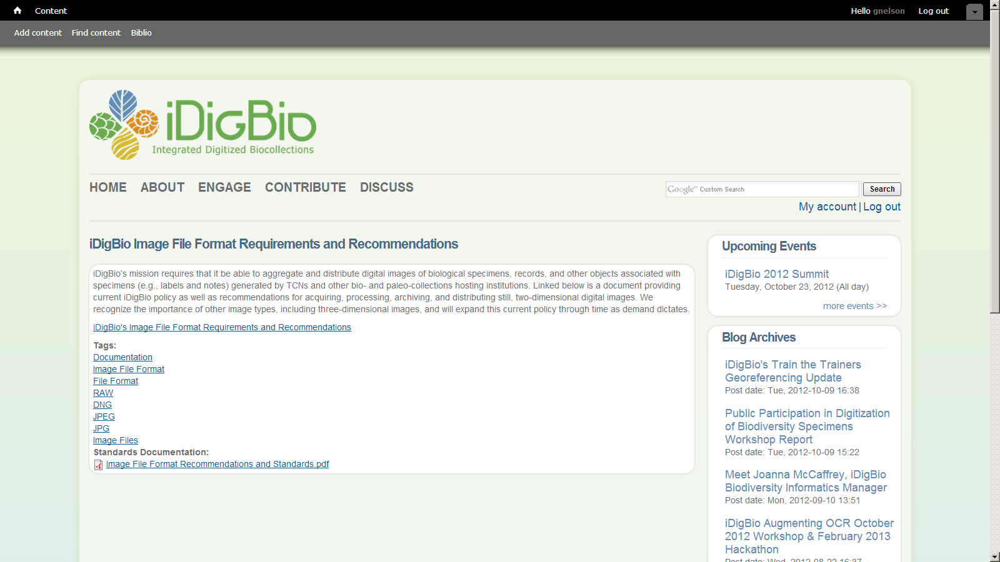 Content
Hello gnelson
Log out
Add content
Find content
Biblio
iDigBio
Integrated Digitized Biocollections
HOME
ABOUT
ENGAGE
CONTRIBUTE
DISCUSS
Google™ Custom Search
Search
My account | Log out
iDigBio Image File Format Requirements and Recommendations
iDigBio's mission requires that it be able to aggregate and distribute digital images of biological specimens, records, and other objects associated with
specimens (e.g., labels and notes) generated by TCNs and other bio- and paleo-collections hosting institutions. Linked below is a document providing
current iDigBio policy as well as recommendations for acquiring, processing, archiving, and distributing still, two-dimensional digital images. We
recognize the importance of other image types, including three-dimensional images, and will expand this current policy through time as demand dictates.
iDigBio's Image File Format Requirements and Recommendations
Tags:
Documentation
Image File Format
File Format
RAW
DNG
JPEG
JPG
Image Files
Standards Documentation:
Image File Format Recommendations and Standards.pdf
Upcoming Events
iDigBio 2012 Summit
Tuesday, October 23, 2012 (All day)
more events >>
Blog Archives
iDigBio's Train the Trainers
Georeferencing Update
Post date: Tue, 2012-10-09 16:38
Public Participation in Digitization
of Biodiversity Specimens
Workshop Report
Post date: Tue, 2012-10-09 15:22
Meet Joanna McCaffrey, iDigBio
Biodiversity Informatics Manager
Post date: Mon, 2012-09-10 13:51
iDigBio Augmenting OCR October
2012 Workshop & February 2013
Hackathon
Post date: Wed, 2012-08-22 16:37